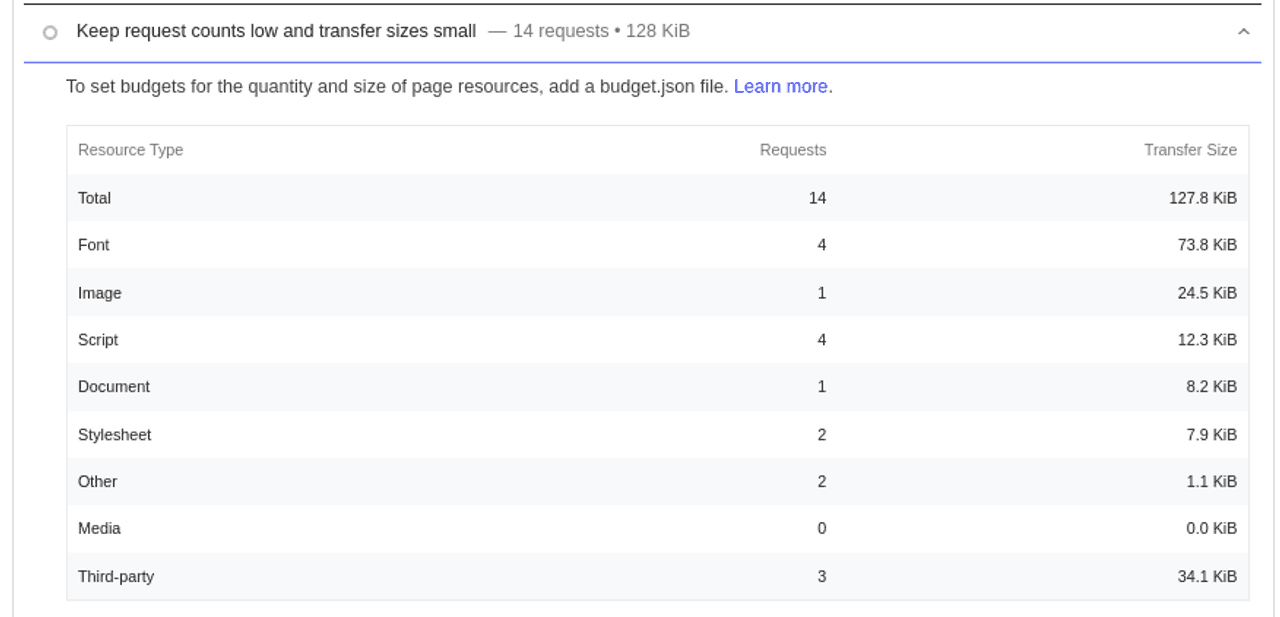 Keep request counts low and transfer sizes small — 14 requests • 128 KiB
To set budgets for the quantity and size of page resources, add a budget.json file. Learn more.
Resource Type Requests Transfer Size
Total 14 127.8 KiB
Font 4 73.8 KiB
Image 1 24.5 KiB
Script 4 12.3 KiB
Document 1 8.2 KiB
Stylesheet 2 7.9 KiB
Other 2 1.1 KiB
Media 0 0.0 KiB
Third-party 3 34.1 KiB